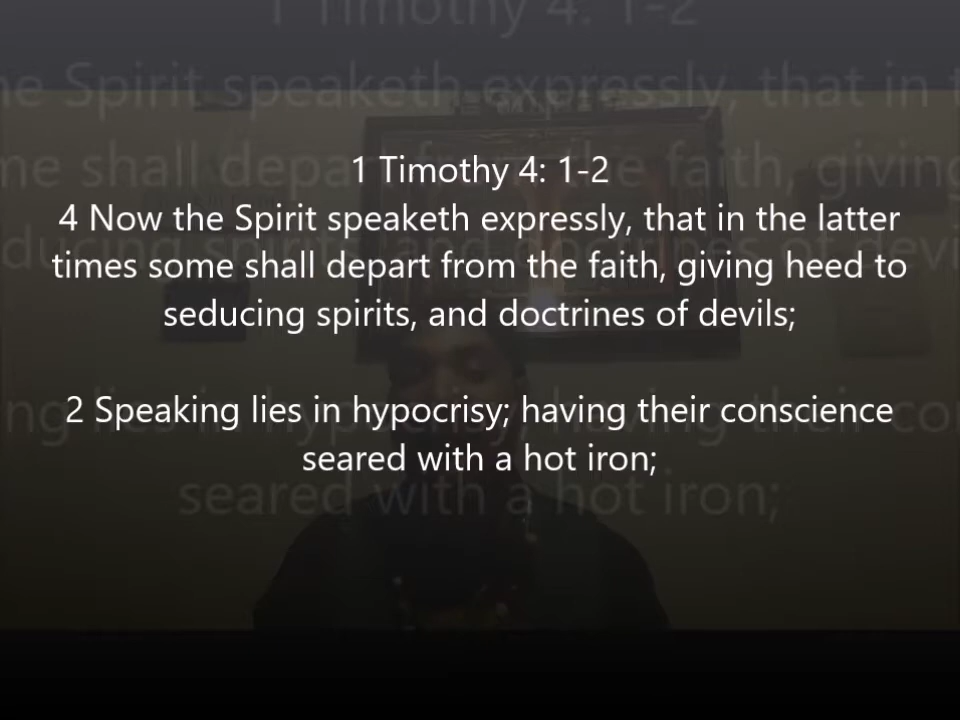 1 Timothy 4: 1-2
4 Now the Spirit speaketh expressly, that in the latter
times some shall depart from the faith, giving heed to
seducing spirits, and doctrines of devils;
2 Speaking lies in hypocrisy; having their conscience
seared with a hot iron;